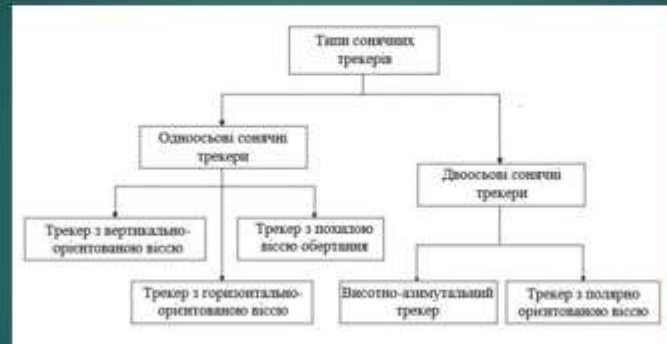 Типи сонячних
трекерів
Одноосьові сонячні
трекери
Двоосьові сонячні
трекери
Трекер з вертикально-
орієнтованою віссю
Трекер з похилою
віссю обертання
Трекер з горизонтально-
орієнтованою віссю
Висотно-азимутальний
трекер
Трекер з полярно
орієнтованою віссю